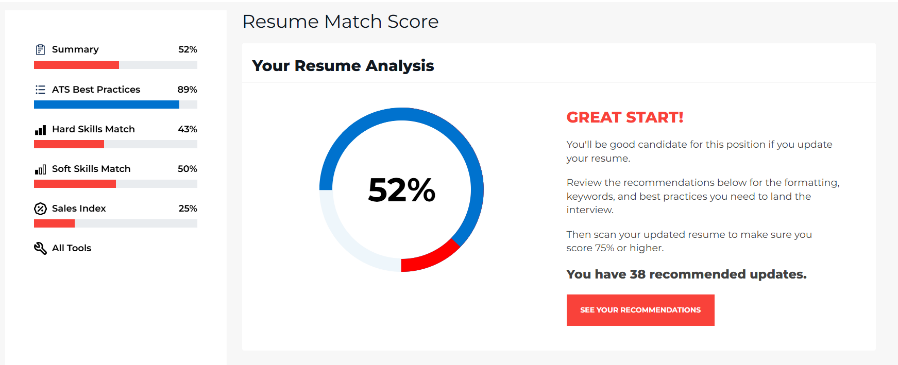 Resume Match Score
Summary 52%
ATS Best Practices 89%
Hard Skills Match 43%
Soft Skills Match 50%
Sales Index 25%
All Tools
Your Resume Analysis
52%
GREAT START!
You'll be good candidate for this position if you update
your resume.
Review the recommendations below for the formatting,
keywords, and best practices you need to land the
interview.
Then scan your updated resume to make sure you
score 75% or higher.
You have 38 recommended updates.
SEE YOUR RECOMMENDATIONS